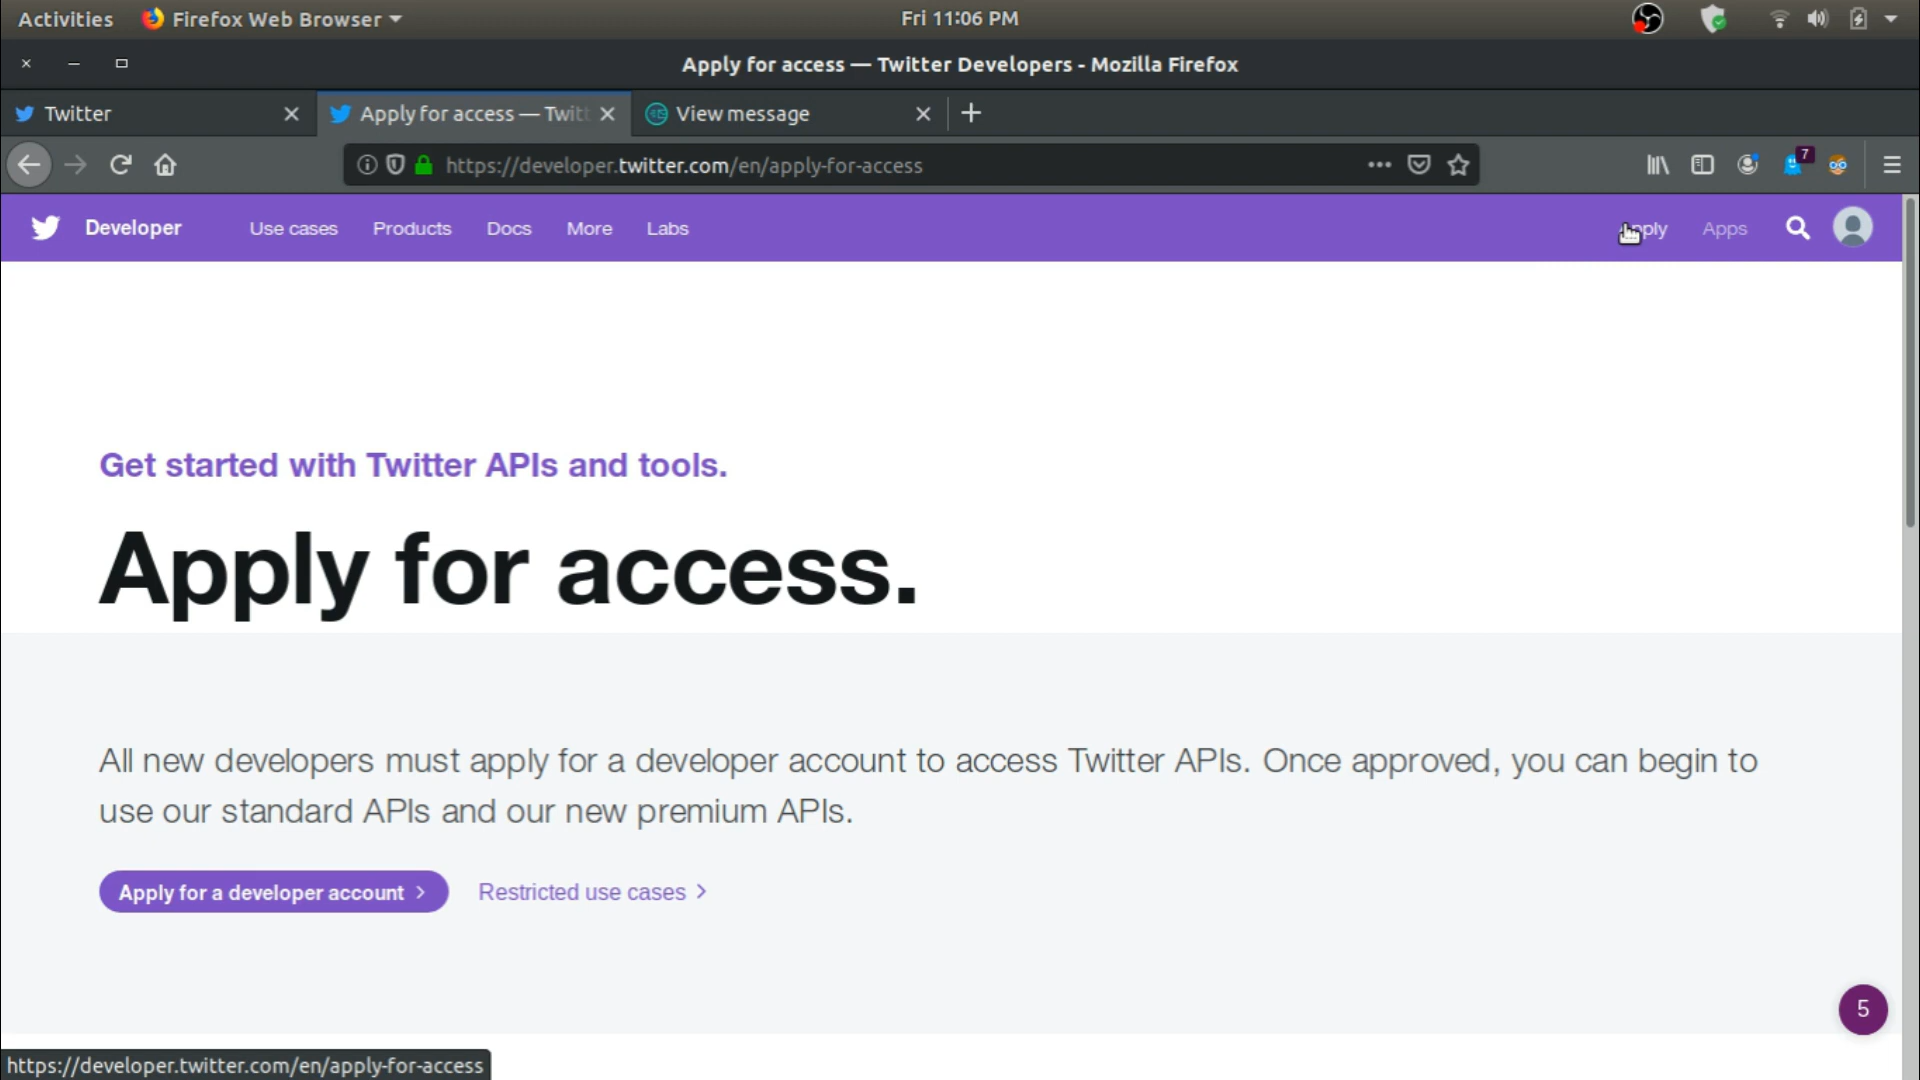 Activities Firefox Web Browser Fri 11:06 PM
Apply for access — Twitter Developers - Mozilla Firefox
Twitter Apply for access — Twitt View message
https://developer.twitter.com/en/apply-for-access 7
Developer Use cases Products Docs More Labs Apply Apps
Get started with Twitter APIs and tools.
Apply for access.
All new developers must apply for a developer account to access Twitter APIs. Once approved, you can begin to
use our standard APIs and our new premium APIs.
Apply for a developer account Restricted use cases
5
https://developer.twitter.com/en/apply-for-access